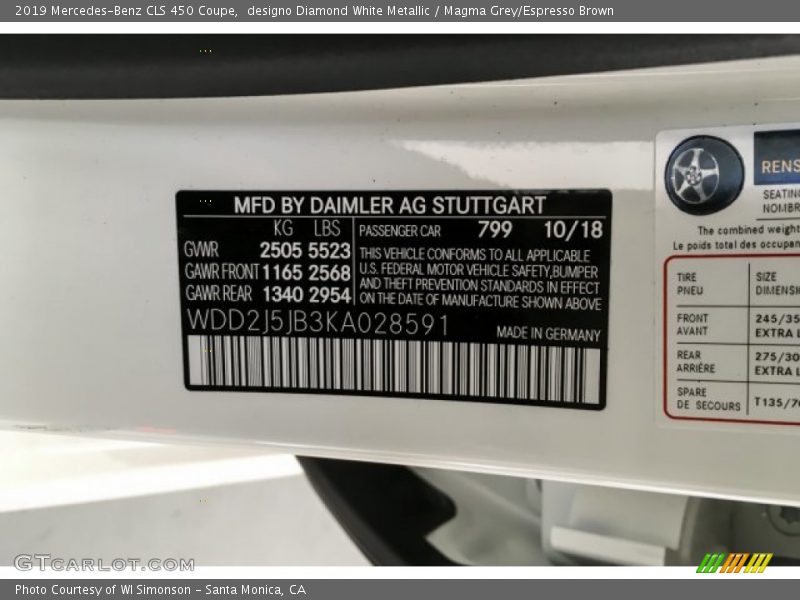 2019 Mercedes-Benz CLS 450 Coupe, designo Diamond White Metallic / Magma Grey/Espresso Brown
MFD BY DAIMLER AG STUTTGART
KG LBS
GVWR 2505 5523
GAWR FRONT 1165 2568
GAWR REAR 1340 2954
PASSENGER CAR 799 10/18
THIS VEHICLE CONFORMS TO ALL APPLICABLE
U.S. FEDERAL MOTOR VEHICLE SAFETY,BUMPER
AND THEFT PREVENTION STANDARDS IN EFFECT
ON THE DATE OF MANUFACTURE SHOWN ABOVE
WDD2J5JB3KA028591
MADE IN GERMANY
RENS
SEATING
NOMBR
The combined weight
Le poids total des occupan
TIRE SIZE
PNEU DIMENSI
FRONT 245/35
AVANT EXTRA L
REAR 275/30
ARRIÈRE EXTRA L
SPARE
DE SECOURS T135/70
GTcarlot.com
Photo Courtesy of WI Simonson - Santa Monica, CA